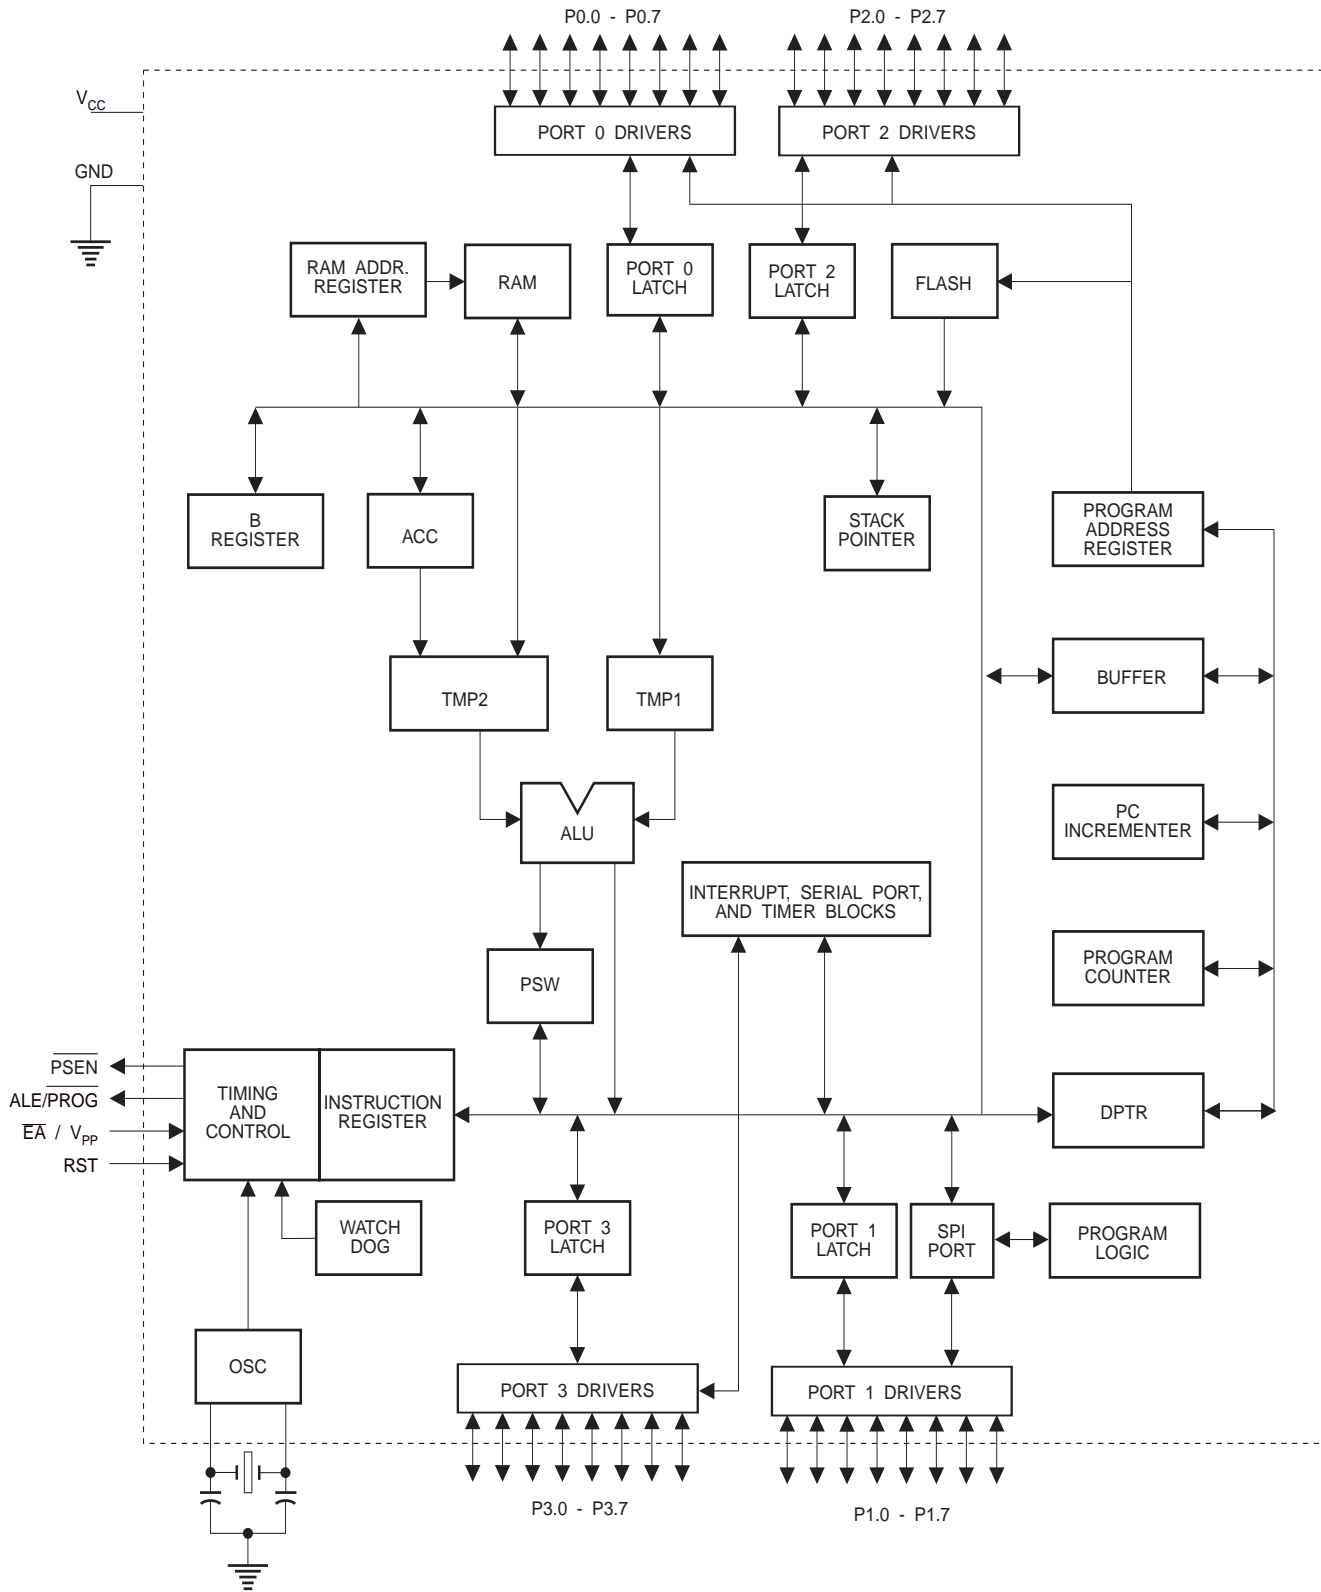 P0.0 - P0.7
P2.0 - P2.7
VCC
PORT 0 DRIVERS
PORT 2 DRIVERS
GND
RAM ADDR.
REGISTER
RAM
PORT 0
LATCH
PORT 2
LATCH
FLASH
B
REGISTER
ACC
STACK
POINTER
PROGRAM
ADDRESS
REGISTER
TMP2
TMP1
BUFFER
ALU
PC
INCREMENTER
INTERRUPT, SERIAL PORT,
AND TIMER BLOCKS
PSW
PROGRAM
COUNTER
PSEN
ALE/PROG
EA / VPP
RST
TIMING
AND
CONTROL
INSTRUCTION
REGISTER
DPTR
WATCH
DOG
PORT 3
LATCH
PORT 1
LATCH
SPI
PORT
PROGRAM
LOGIC
OSC
PORT 3 DRIVERS
PORT 1 DRIVERS
P3.0 - P3.7
P1.0 - P1.7